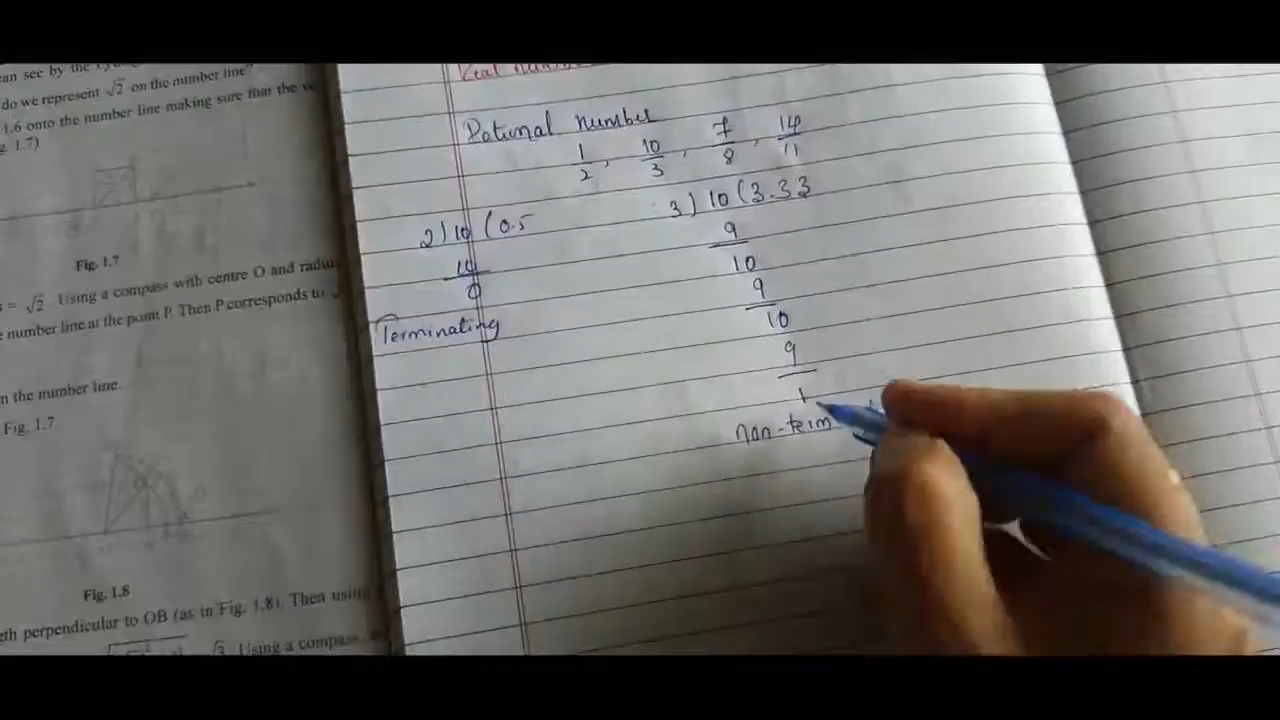 can see by the
do we represent √2 on the number line"
1.6 onto the number line making sure that the
g. 1.7)
Fig. 1.7
= √2. Using a compass with centre O and radius
number line at the point P. Then P corresponds to
n the number line.
Fig. 1.7
Fig. 1.8
gth perpendicular to OB (as in Fig. 1.8). Then using
Using a compass,
Real
Rational number
1/2, 10/3, 7/8, 14/11
2)10(0.5
10
0
Terminating
3)10(3.33
9
10
9
10
9
1
non-term